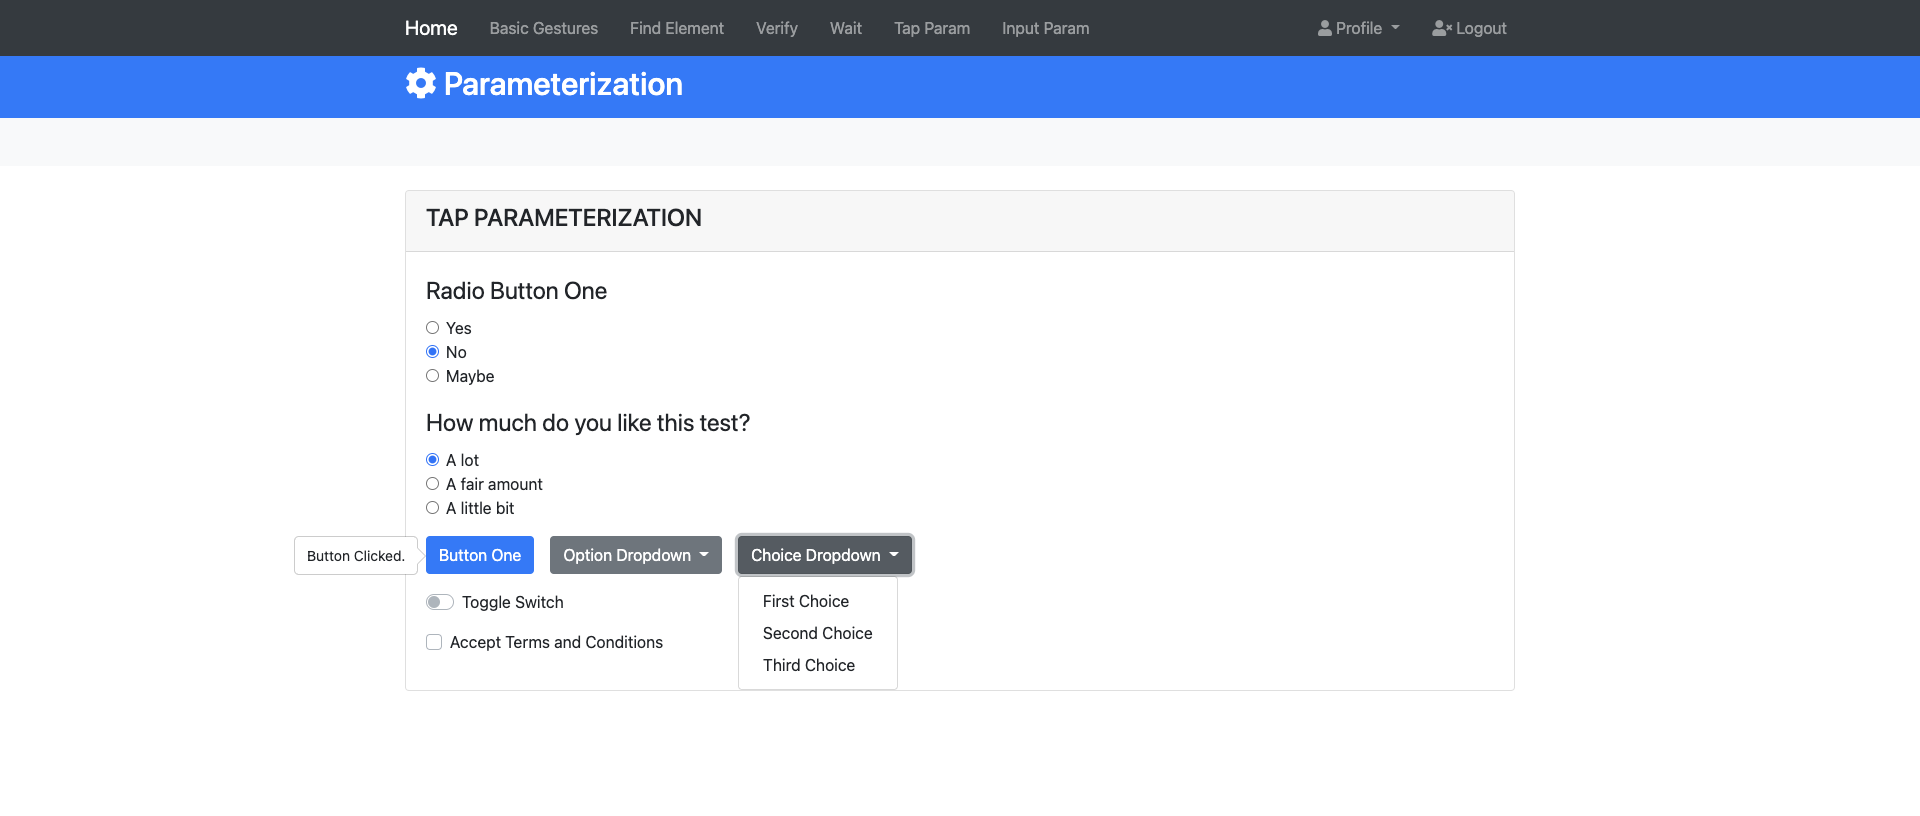 Home Basic Gestures Find Element Verify Wait Tap Param Input Param Profile Logout
Parameterization
TAP PARAMETERIZATION
Radio Button One
Yes
No
Maybe
How much do you like this test?
A lot
A fair amount
A little bit
Button Clicked. Button One Option Dropdown Choice Dropdown
First Choice
Toggle Switch
Second Choice
Accept Terms and Conditions
Third Choice